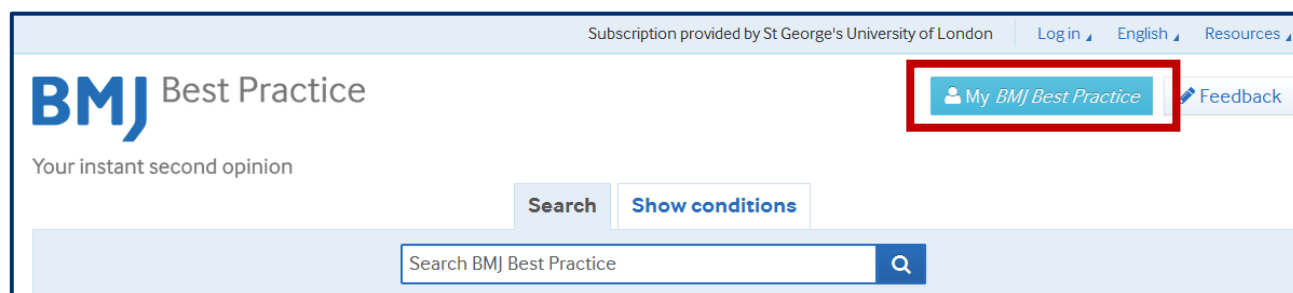 Subscription provided by St George's University of London Log in English Resources
BMJ Best Practice
My BMJ Best Practice Feedback
Your instant second opinion
Search Show conditions
Search BMJ Best Practice